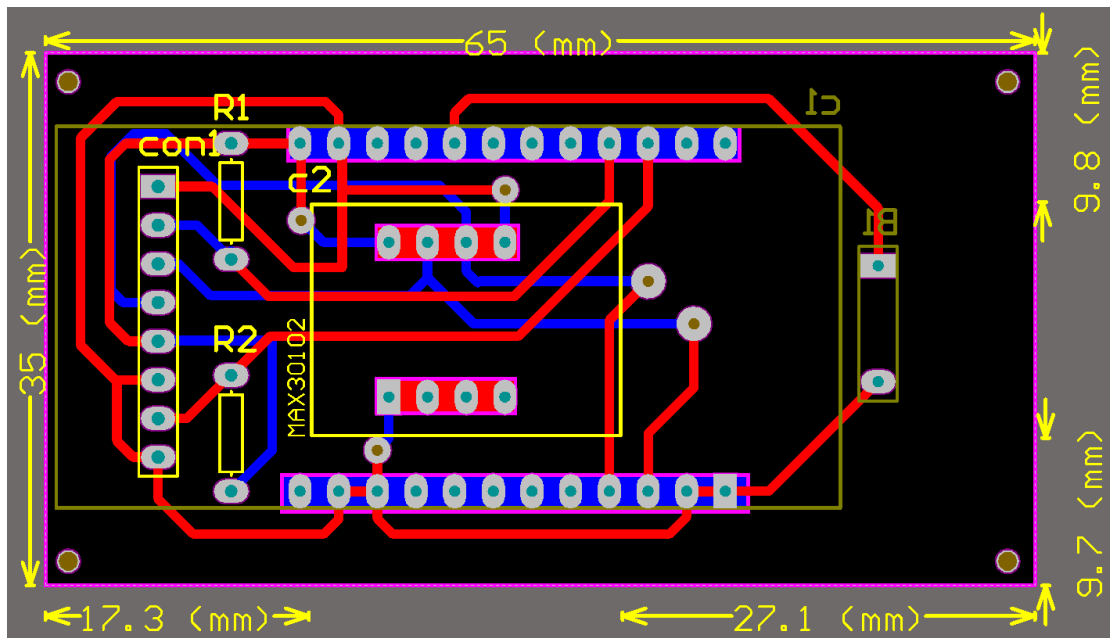 65 (mm)
9.8 (mm)
c1
R1
con1
c2
B1
35 (mm)
R2
MAX30102
9.7 (mm)
17.3 (mm)
27.1 (mm)